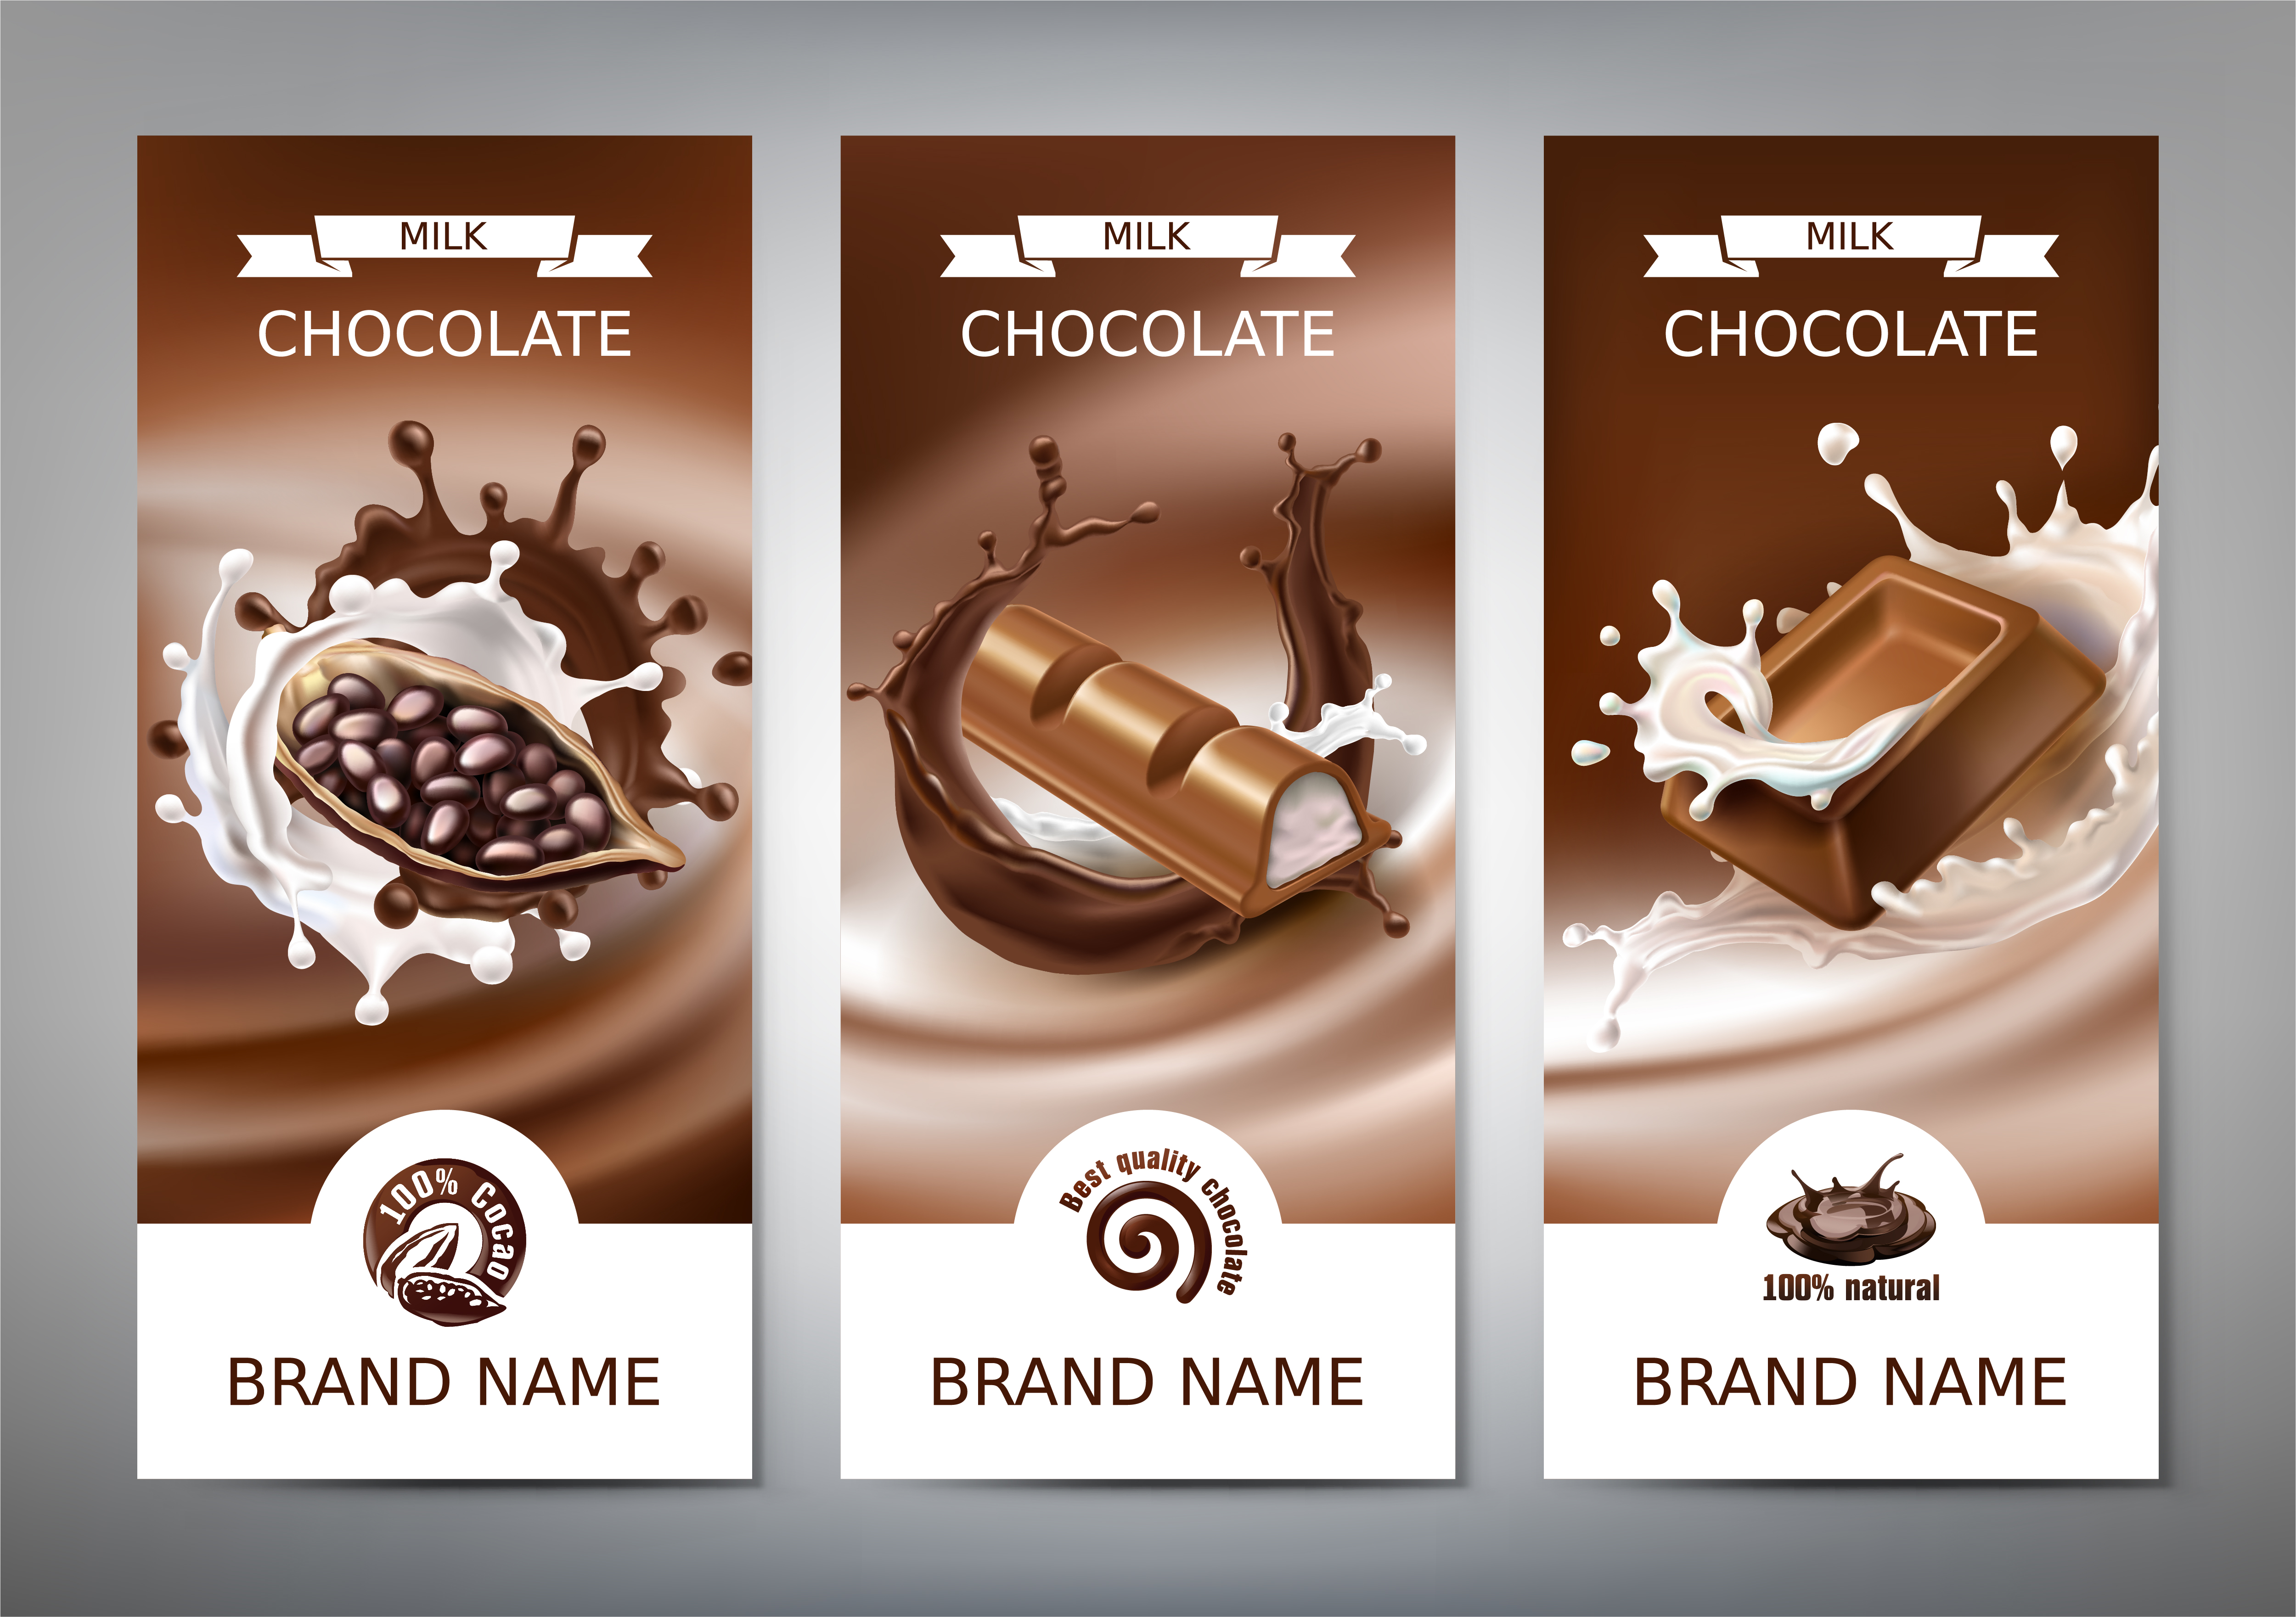 MILK
CHOCOLATE
100% Cocao
BRAND NAME
MILK
CHOCOLATE
Best quality chocolate
BRAND NAME
MILK
CHOCOLATE
100% natural
BRAND NAME